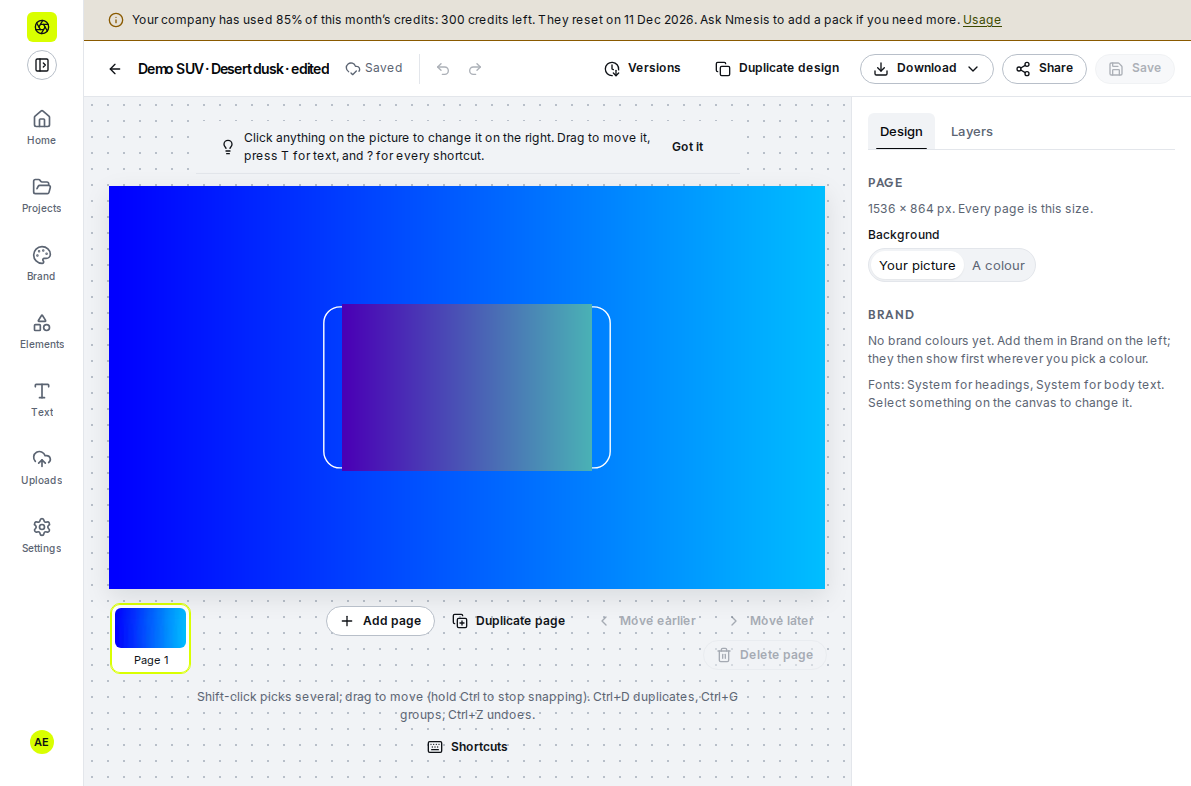 Your company has used 85% of this month's credits: 300 credits left. They reset on 11 Dec 2026. Ask Nmesis to add a pack if you need more. Usage
Demo SUV · Desert dusk · edited
Saved
Versions
Duplicate design
Download
Share
Save
Home
Projects
Brand
Elements
Text
Uploads
Settings
AE
Click anything on the picture to change it on the right. Drag to move it,
press T for text, and ? for every shortcut.
Got it
Page 1
Add page
Duplicate page
Move earlier
Move later
Delete page
Shift-click picks several; drag to move (hold Ctrl to stop snapping). Ctrl+D duplicates, Ctrl+G
groups; Ctrl+Z undoes.
Shortcuts
Design
Layers
PAGE
1536 × 864 px. Every page is this size.
Background
Your picture
A colour
BRAND
No brand colours yet. Add them in Brand on the left;
they then show first wherever you pick a colour.
Fonts: System for headings, System for body text.
Select something on the canvas to change it.